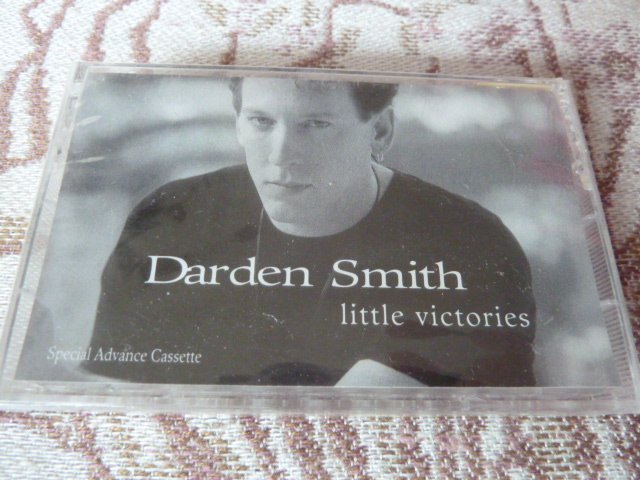 Darden Smith
little victories
Special Advance Cassette